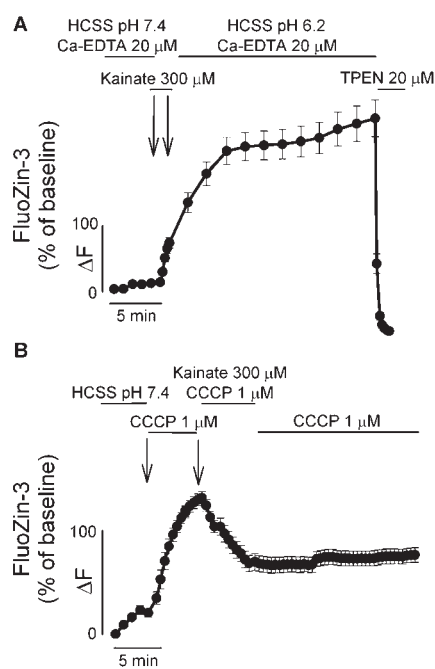 A
HCSS pH 7.4
Ca-EDTA 20 µM
HCSS pH 6.2
Ca-EDTA 20 µM
Kainate 300 µM
TPEN 20 µM
FluoZin-3
(% of baseline)
ΔF
100
0
5 min
B
Kainate 300 µM
HCSS pH 7.4
CCCP 1 µM
CCCP 1 µM
CCCP 1 µM
FluoZin-3
(% of baseline)
ΔF
100
0
5 min